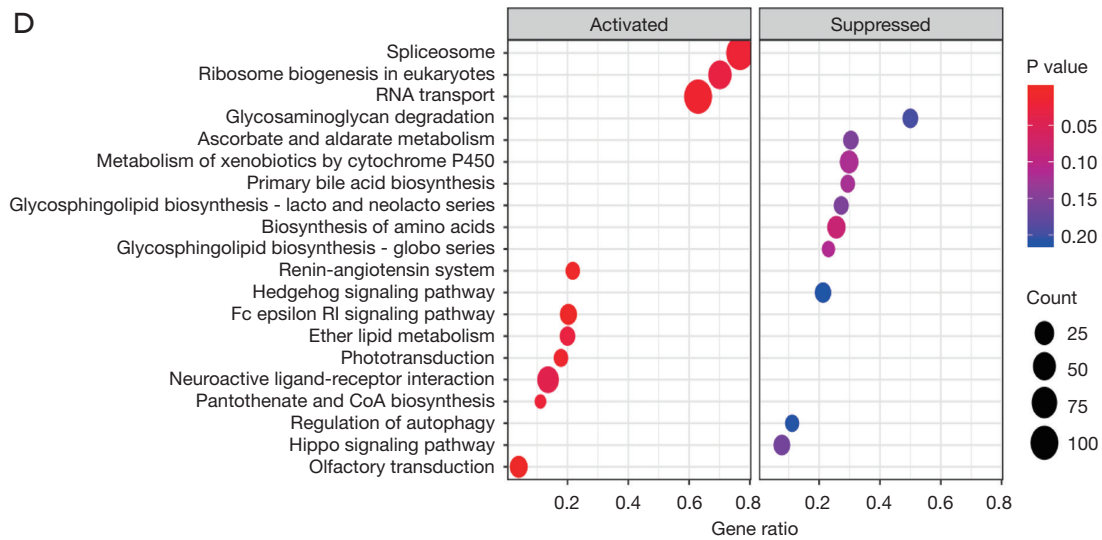 D
Activated
Suppressed
Spliceosome
Ribosome biogenesis in eukaryotes
RNA transport
Glycosaminoglycan degradation
Ascorbate and aldarate metabolism
Metabolism of xenobiotics by cytochrome P450
Primary bile acid biosynthesis
Glycosphingolipid biosynthesis - lacto and neolacto series
Biosynthesis of amino acids
Glycosphingolipid biosynthesis - globo series
Renin-angiotensin system
Hedgehog signaling pathway
Fc epsilon RI signaling pathway
Ether lipid metabolism
Phototransduction
Neuroactive ligand-receptor interaction
Pantothenate and CoA biosynthesis
Regulation of autophagy
Hippo signaling pathway
Olfactory transduction
0.2 0.4 0.6 0.8
0.2 0.4 0.6 0.8
Gene ratio
P value
0.05
0.10
0.15
0.20
Count
25
50
75
100